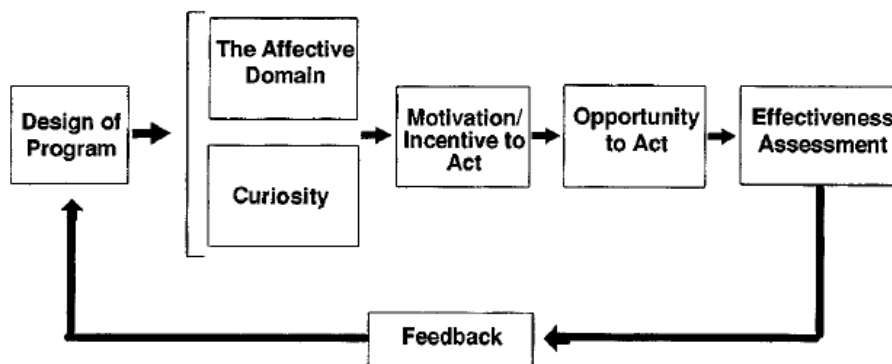 The Affective
Domain
Design of
Program
Curiosity
Motivation/
Incentive to
Act
Opportunity
to Act
Effectiveness
Assessment
Feedback